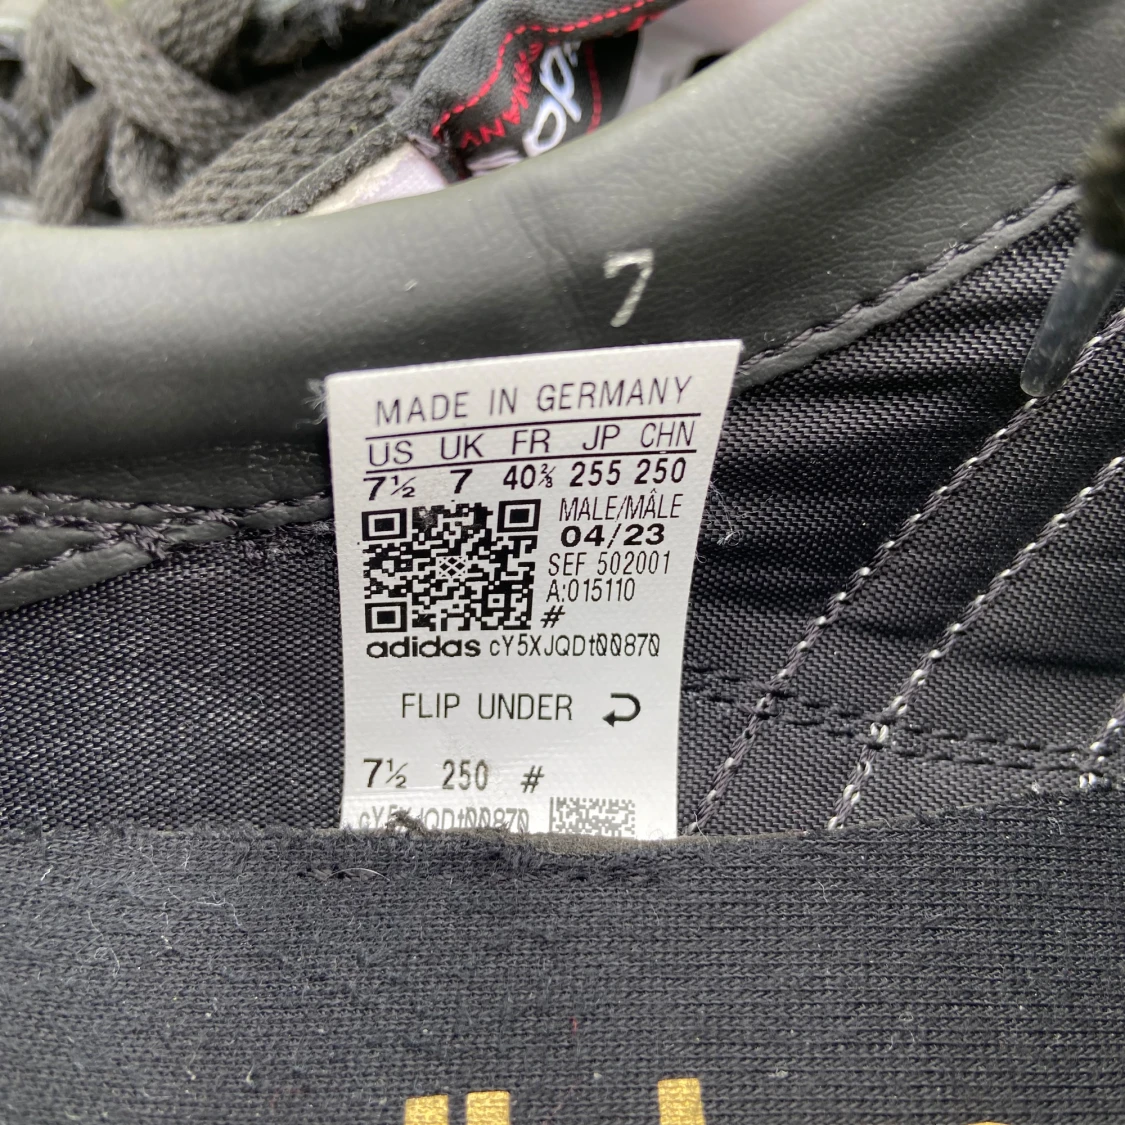 7
MADE IN GERMANY
US UK FR JP CHN
7½ 7 40⅔ 255 250
MALE/MÂLE
04/23
SEF 502001
A:015110
#
adidas cY5XJQDt00870
FLIP UNDER
7½ 250 #
cY5XJQDt00870